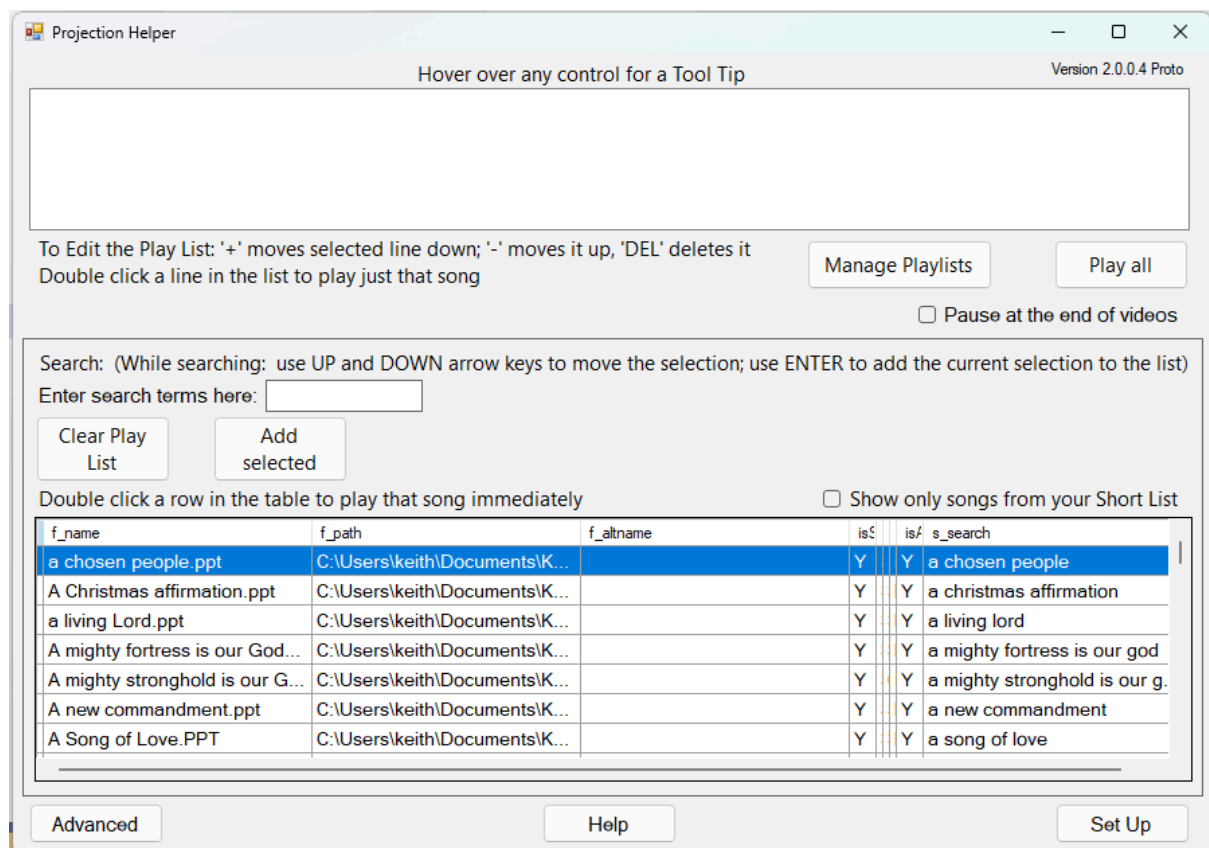 Projection Helper
Hover over any control for a Tool Tip
Version 2.0.0.4 Proto
To Edit the Play List: '+' moves selected line down; '-' moves it up, 'DEL' deletes it
Double click a line in the list to play just that song
Manage Playlists
Play all
Pause at the end of videos
Search:  (While searching:  use UP and DOWN arrow keys to move the selection; use ENTER to add the current selection to the list)
Enter search terms here:
Clear Play
List
Add
selected
Double click a row in the table to play that song immediately
Show only songs from your Short List
f_name f_path f_altname isS isA s_search
a chosen people.ppt C:\Users\keith\Documents\K... Y Y a chosen people
A Christmas affirmation.ppt C:\Users\keith\Documents\K... Y Y a christmas affirmation
a living Lord.ppt C:\Users\keith\Documents\K... Y Y a living lord
A mighty fortress is our God... C:\Users\keith\Documents\K... Y Y a mighty fortress is our god
A mighty stronghold is our G... C:\Users\keith\Documents\K... Y Y a mighty stronghold is our g.
A new commandment.ppt C:\Users\keith\Documents\K... Y Y a new commandment
A Song of Love.PPT C:\Users\keith\Documents\K... Y Y a song of love
Advanced
Help
Set Up